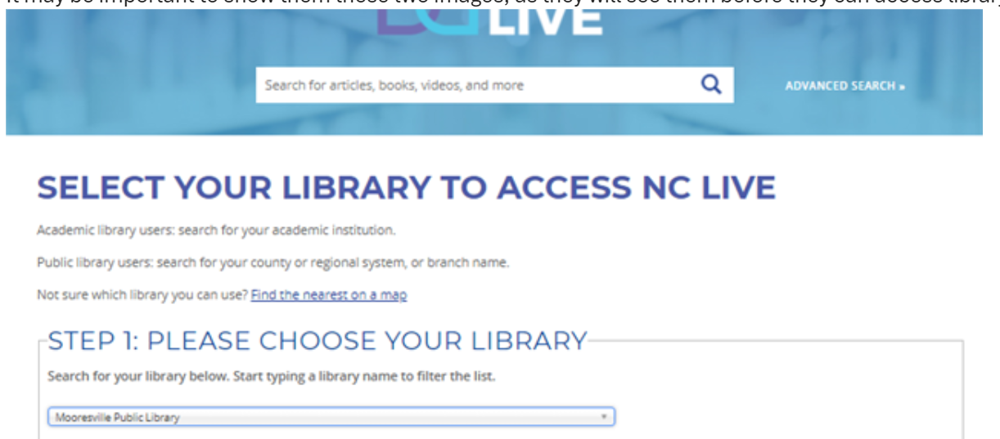 It may be important to show them these two images, as they will see them before they can access library
LIVE
Search for articles, books, videos, and more
ADVANCED SEARCH »
SELECT YOUR LIBRARY TO ACCESS NC LIVE
Academic library users: search for your academic institution.
Public library users: search for your county or regional system, or branch name.
Not sure which library you can use? Find the nearest on a map
STEP 1: PLEASE CHOOSE YOUR LIBRARY
Search for your library below. Start typing a library name to filter the list.
Mooresville Public Library